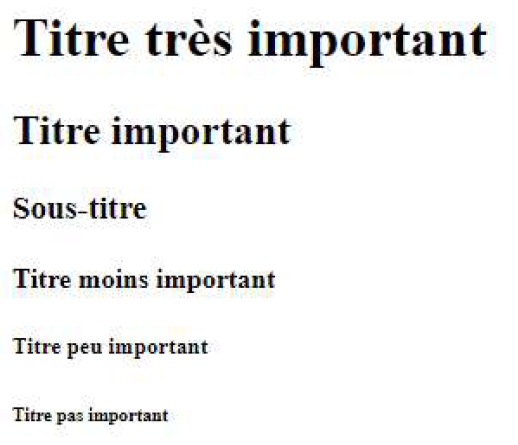 Titre très important
Titre important
Sous-titre
Titre moins important
Titre peu important
Titre pas important